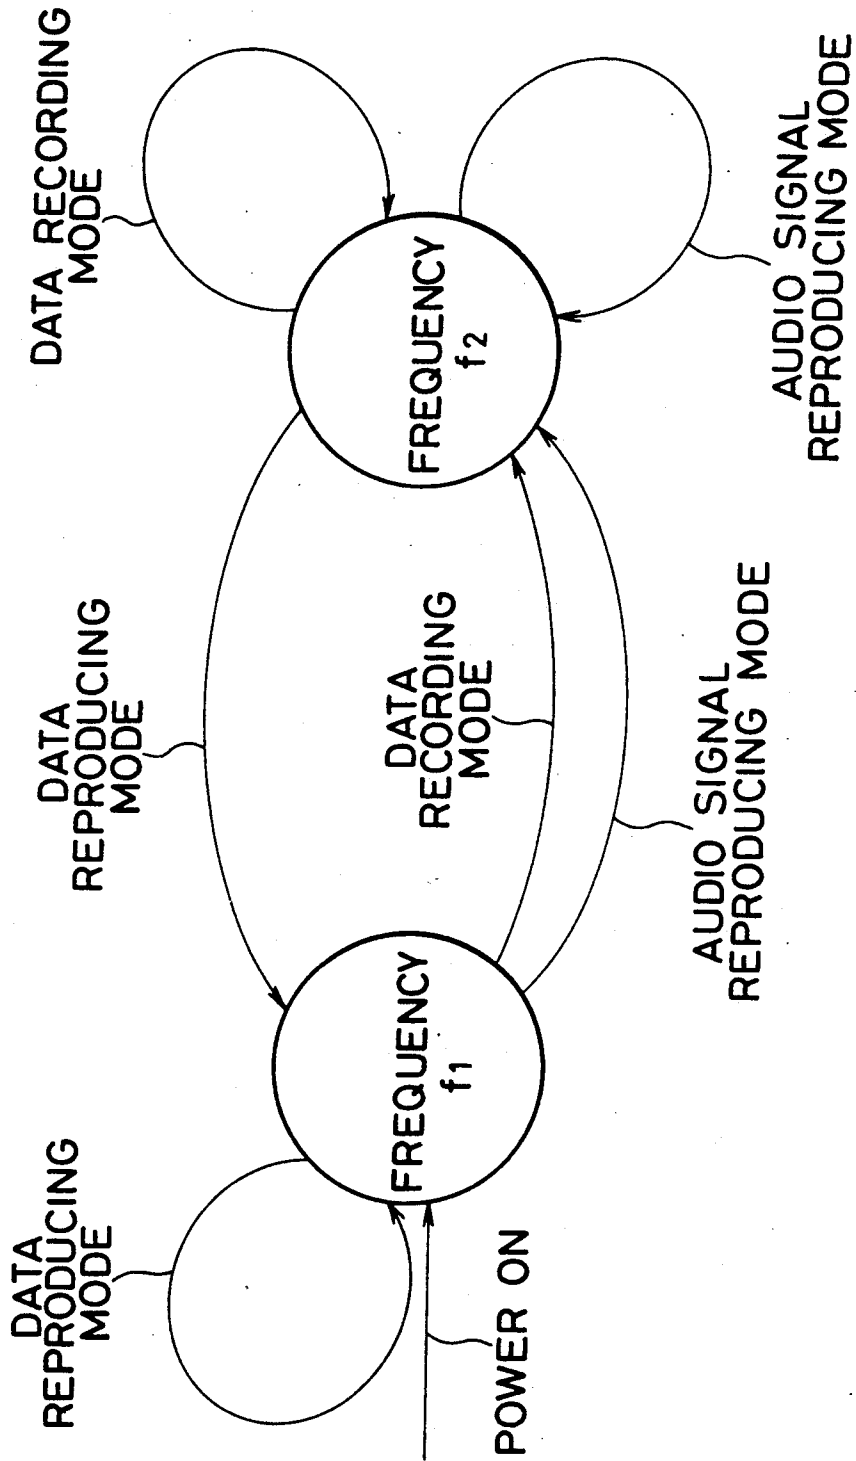 DATA RECORDING
MODE
FREQUENCY
f2
AUDIO SIGNAL
REPRODUCING MODE
DATA
REPRODUCING
MODE
DATA
RECORDING
MODE
AUDIO SIGNAL
REPRODUCING MODE
DATA
REPRODUCING
MODE
FREQUENCY
f1
POWER ON